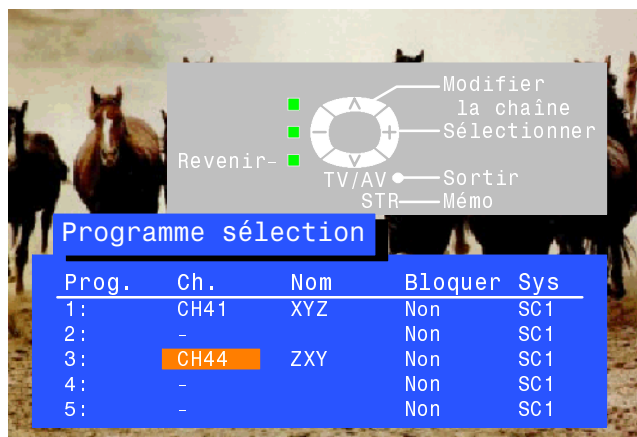 Modifier
la chaîne
Sélectionner
Revenir
TV/AV Sortir
STR Mémo
Programme sélection
Prog. Ch. Nom Bloquer Sys
1: CH41 XYZ Non SC1
2: - Non SC1
3: CH44 ZXY Non SC1
4: - Non SC1
5: - Non SC1